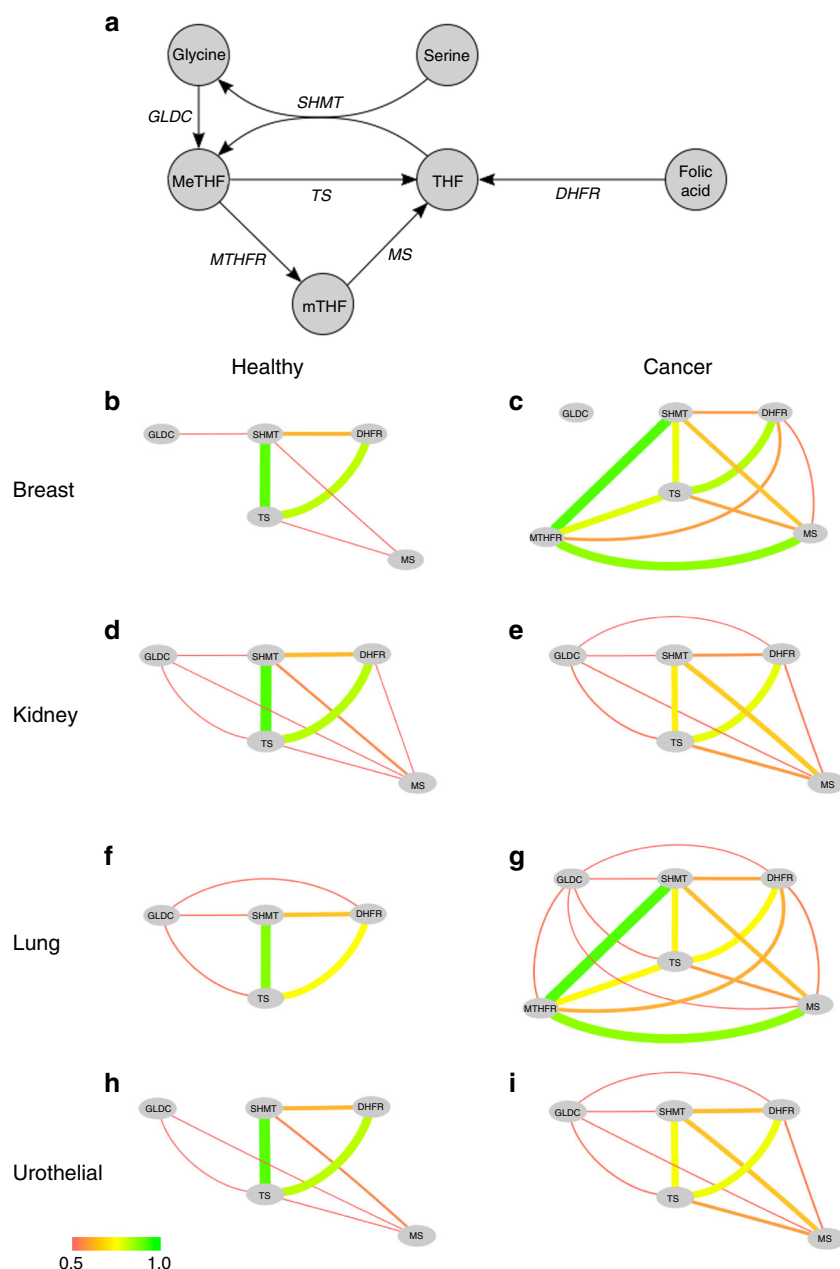 a
Glycine
Serine
GLDC
SHMT
MeTHF
TS
THF
DHFR
Folic
acid
MTHFR
MS
mTHF
Healthy
Cancer
Breast
b
GLDC
SHMT
DHFR
TS
MS
c
GLDC
SHMT
DHFR
TS
MTHFR
MS
Kidney
d
GLDC
SHMT
DHFR
TS
MS
e
GLDC
SHMT
DHFR
TS
MS
Lung
f
GLDC
SHMT
DHFR
TS
g
GLDC
SHMT
DHFR
TS
MTHFR
MS
Urothelial
h
GLDC
SHMT
DHFR
TS
MS
i
GLDC
SHMT
DHFR
TS
MS
0.5
1.0